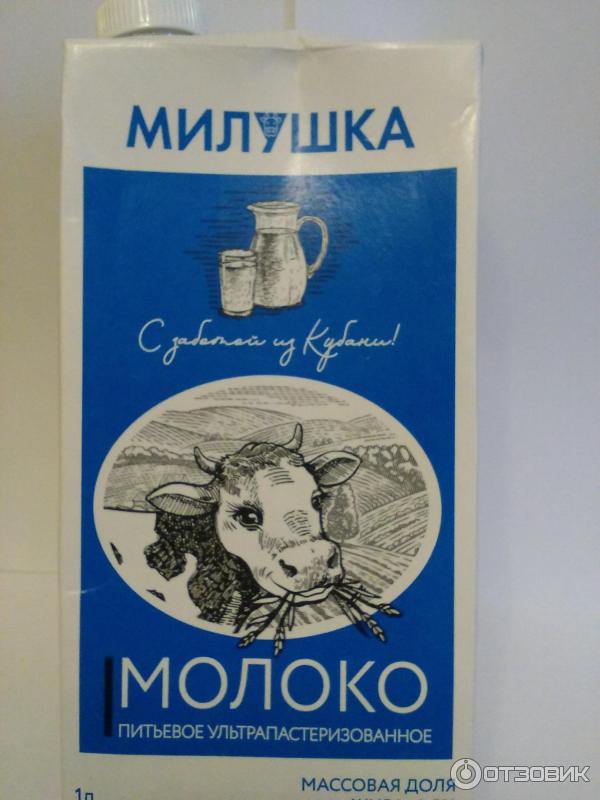 МИЛУШКА
С заботой из Кубани!
МОЛОКО
ПИТЬЕВОЕ УЛЬТРАПАСТЕРИЗОВАННОЕ
1л
МАССОВАЯ ДОЛЯ
ОТЗОВИК